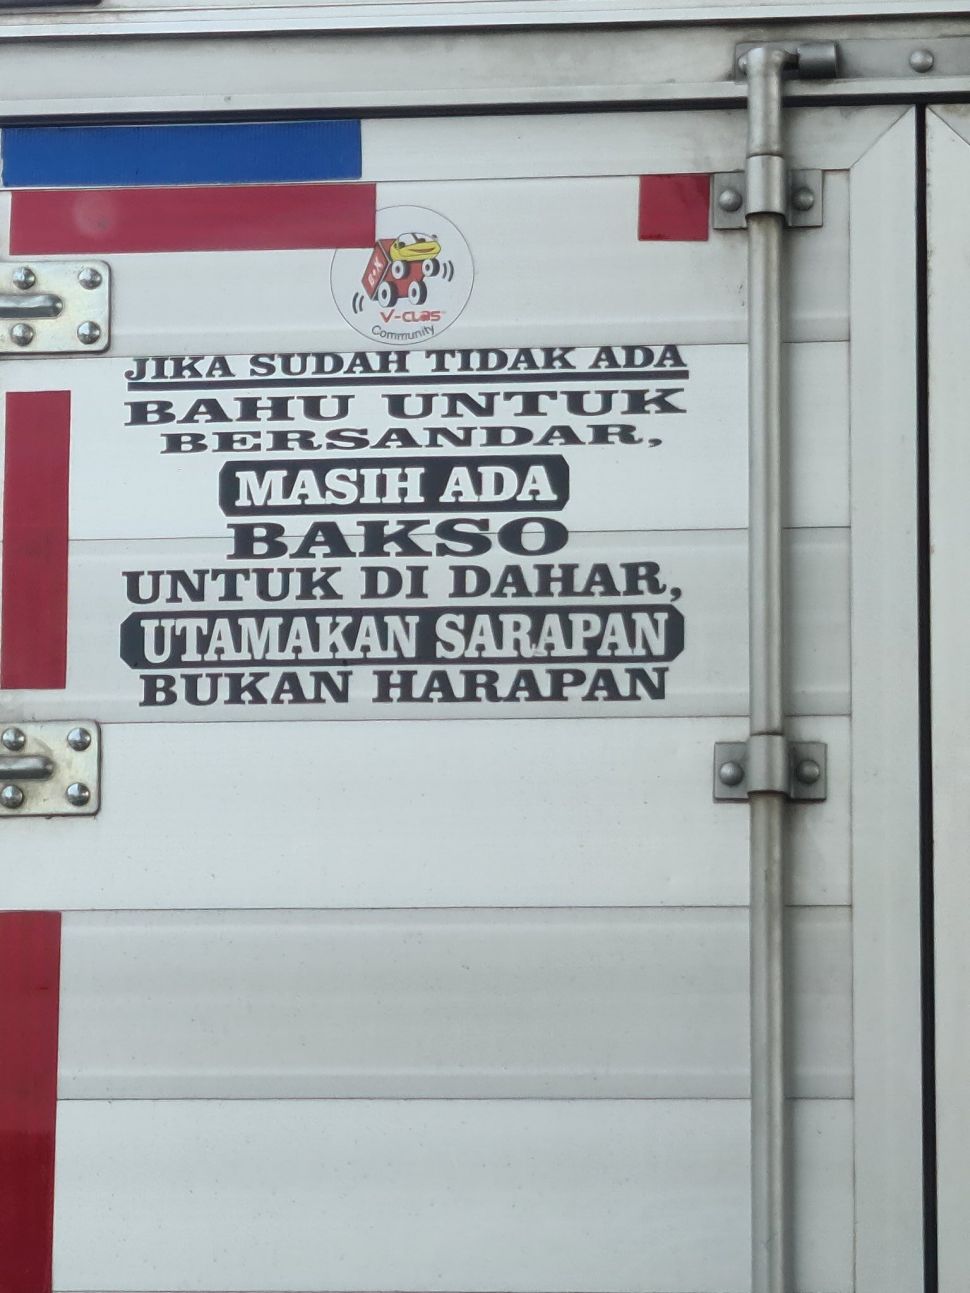 BOX
V-CLAS
Community
JIKA SUDAH TIDAK ADA
BAHU UNTUK
BERSANDAR,
MASIH ADA
BAKSO
UNTUK DI DAHAR,
UTAMAKAN SARAPAN
BUKAN HARAPAN